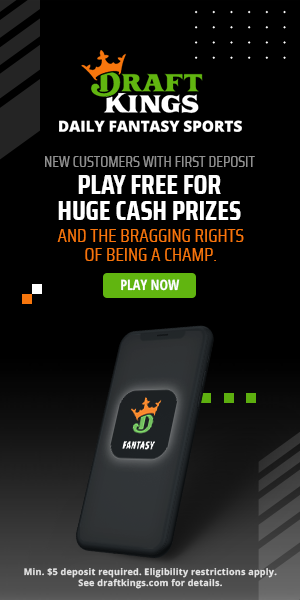 DRAFT
KINGS
DAILY FANTASY SPORTS
NEW CUSTOMERS WITH FIRST DEPOSIT
PLAY FREE FOR
HUGE CASH PRIZES
AND THE BRAGGING RIGHTS
OF BEING A CHAMP.
PLAY NOW
D
FANTASY
Min. $5 deposit required. Eligibility restrictions apply.
See draftkings.com for details.